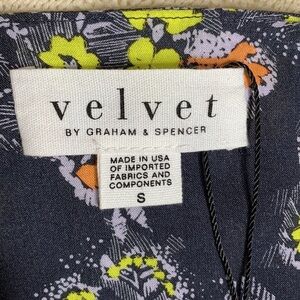 velvet
BY GRAHAM & SPENCER
MADE IN USA
OF IMPORTED
FABRICS AND
COMPONENTS
S